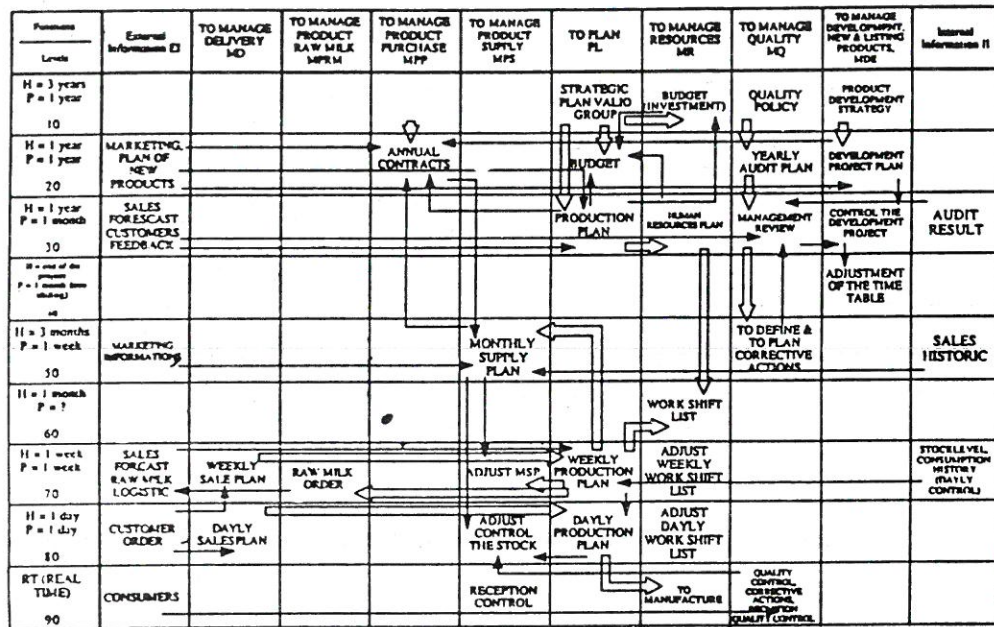 Functions
Levels
External
Information EI
TO MANAGE
DELIVERY
MD
TO MANAGE
PRODUCT
RAW MILK
MPRM
TO MANAGE
PRODUCT
PURCHASE
MPP
TO MANAGE
PRODUCT
SUPPLY
MPS
TO PLAN
PL
TO MANAGE
RESOURCES
MR
TO MANAGE
QUALITY
MQ
TO MANAGE
DEVELOPMENT,
NEW & LISTING
PRODUCTS,
MDE
Internal
Information II
H = 3 years
P = 1 year
10
STRATEGIC
PLAN VALIO
GROUP
BUDGET
(INVESTMENT)
QUALITY
POLICY
PRODUCT
DEVELOPMENT
STRATEGY
H = 1 year
P = 1 year
20
MARKETING,
PLAN OF
NEW
PRODUCTS
ANNUAL
CONTRACTS
BUDGET
YEARLY
AUDIT PLAN
DEVELOPMENT
PROJECT PLAN
H = 1 year
P = 1 month
30
SALES
FORESCAST
CUSTOMERS
FEEDBACK
PRODUCTION
PLAN
HUMAN
RESOURCES PLAN
MANAGEMENT
REVIEW
CONTROL THE
DEVELOPMENT
PROJECT
AUDIT
RESULT
H = end of the
project
P = 1 month
ADJUSTMENT
OF THE TIME
TABLE
H = 3 months
P = 1 week
50
MARKETING
INFORMATIONS
MONTHLY
SUPPLY
PLAN
TO DEFINE &
TO PLAN
CORRECTIVE
ACTIONS
SALES
HISTORIC
H = 1 month
P = ?
60
WORK SHIFT
LIST
H = 1 week
P = 1 week
70
SALES
FORCAST
RAW MILK
LOGISTIC
WEEKLY
SALE PLAN
RAW MILK
ORDER
ADJUST MSP
WEEKLY
PRODUCTION
PLAN
ADJUST
WEEKLY
WORK SHIFT
LIST
STOCK LEVEL,
CONSUMPTION
HISTORY
(DAYLY
CONTROL)
H = 1 day
P = 1 day
80
CUSTOMER
ORDER
DAYLY
SALES PLAN
ADJUST
CONTROL
THE STOCK
DAYLY
PRODUCTION
PLAN
ADJUST
DAYLY
WORK SHIFT
LIST
RT (REAL
TIME)
90
CONSUMERS
RECEPTION
CONTROL
TO
MANUFACTURE
QUALITY
CONTROL,
CORRECTIVE
ACTIONS,
QUALITY CONTROL